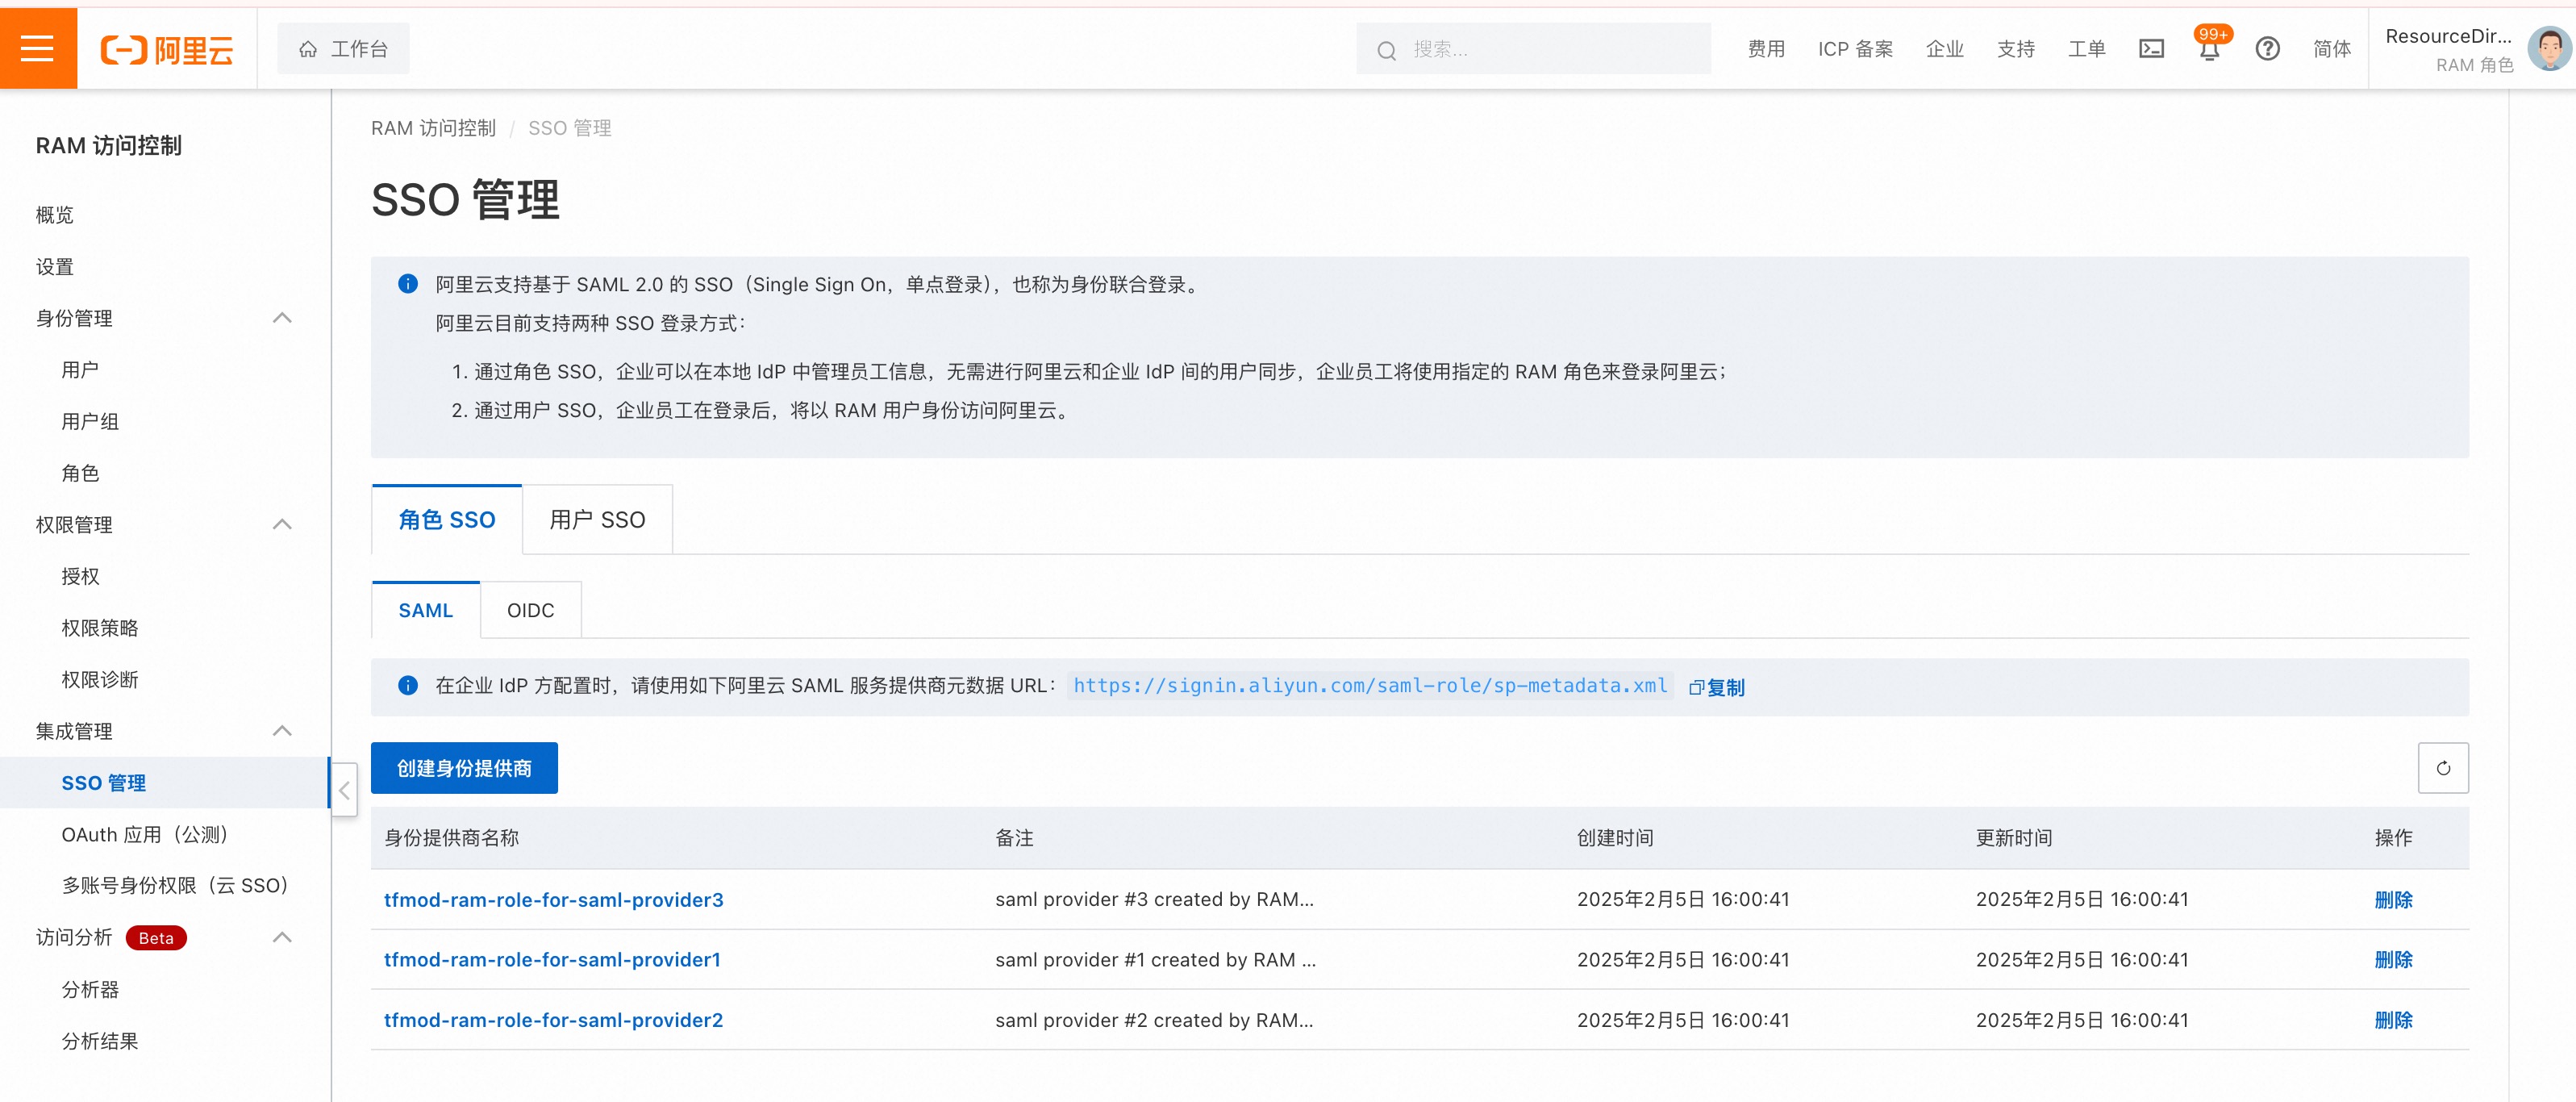 阿里云
工作台
搜索...
费用
ICP 备案
企业
支持
工单
99+
简体
ResourceDir...
RAM 角色
RAM 访问控制
概览
设置
身份管理
用户
用户组
角色
权限管理
授权
权限策略
权限诊断
集成管理
SSO 管理
OAuth 应用（公测）
多账号身份权限（云 SSO）
访问分析 Beta
分析器
分析结果
RAM 访问控制 / SSO 管理
SSO 管理
阿里云支持基于 SAML 2.0 的 SSO（Single Sign On，单点登录），也称为身份联合登录。
阿里云目前支持两种 SSO 登录方式：
1. 通过角色 SSO，企业可以在本地 IdP 中管理员工信息，无需进行阿里云和企业 IdP 间的用户同步，企业员工将使用指定的 RAM 角色来登录阿里云；
2. 通过用户 SSO，企业员工在登录后，将以 RAM 用户身份访问阿里云。
角色 SSO
用户 SSO
SAML
OIDC
在企业 IdP 方配置时，请使用如下阿里云 SAML 服务提供商元数据 URL： https://signin.aliyun.com/saml-role/sp-metadata.xml 复制
创建身份提供商
身份提供商名称 备注 创建时间 更新时间 操作
tfmod-ram-role-for-saml-provider3 saml provider #3 created by RAM... 2025年2月5日 16:00:41 2025年2月5日 16:00:41 删除
tfmod-ram-role-for-saml-provider1 saml provider #1 created by RAM ... 2025年2月5日 16:00:41 2025年2月5日 16:00:41 删除
tfmod-ram-role-for-saml-provider2 saml provider #2 created by RAM... 2025年2月5日 16:00:41 2025年2月5日 16:00:41 删除